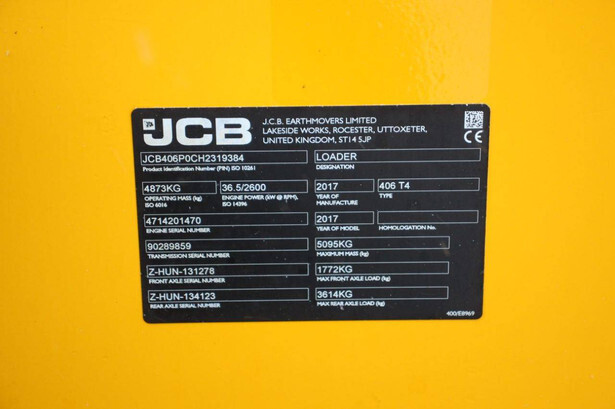 JCB
J.C.B. EARTHMOVERS LIMITED
LAKESIDE WORKS, ROCESTER, UTTOXETER,
UNITED KINGDOM, ST14 5JP
CE
JCB406P0CH2319384
Product Identification Number (PIN) ISO 10261
LOADER
DESIGNATION
4873KG
OPERATING MASS (kg)
ISO 6016
36.5/2600
ENGINE POWER (kW @ RPM),
ISO 14396
2017
YEAR OF
MANUFACTURE
406 T4
TYPE
4714201470
ENGINE SERIAL NUMBER
2017
YEAR OF MODEL
HOMOLOGATION No.
90289859
TRANSMISSION SERIAL NUMBER
5095KG
MAXIMUM MASS (kg)
Z-HUN-131278
FRONT AXLE SERIAL NUMBER
1772KG
MAX FRONT AXLE LOAD (kg)
Z-HUN-134123
REAR AXLE SERIAL NUMBER
3614KG
MAX REAR AXLE LOAD (kg)
400/E8969